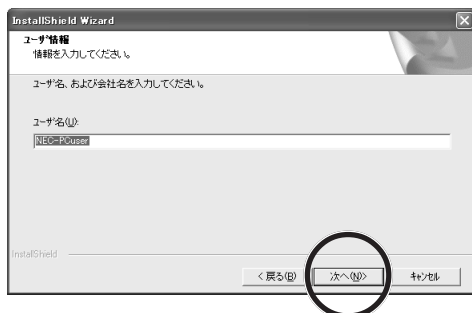 InstallShield Wizard
ユーザ情報
情報を入力してください。
ユーザ名、および会社名を入力してください。
ユーザ名(U):
NEC-PCuser
InstallShield
< 戻る(B)
次へ(N)>
キャンセル